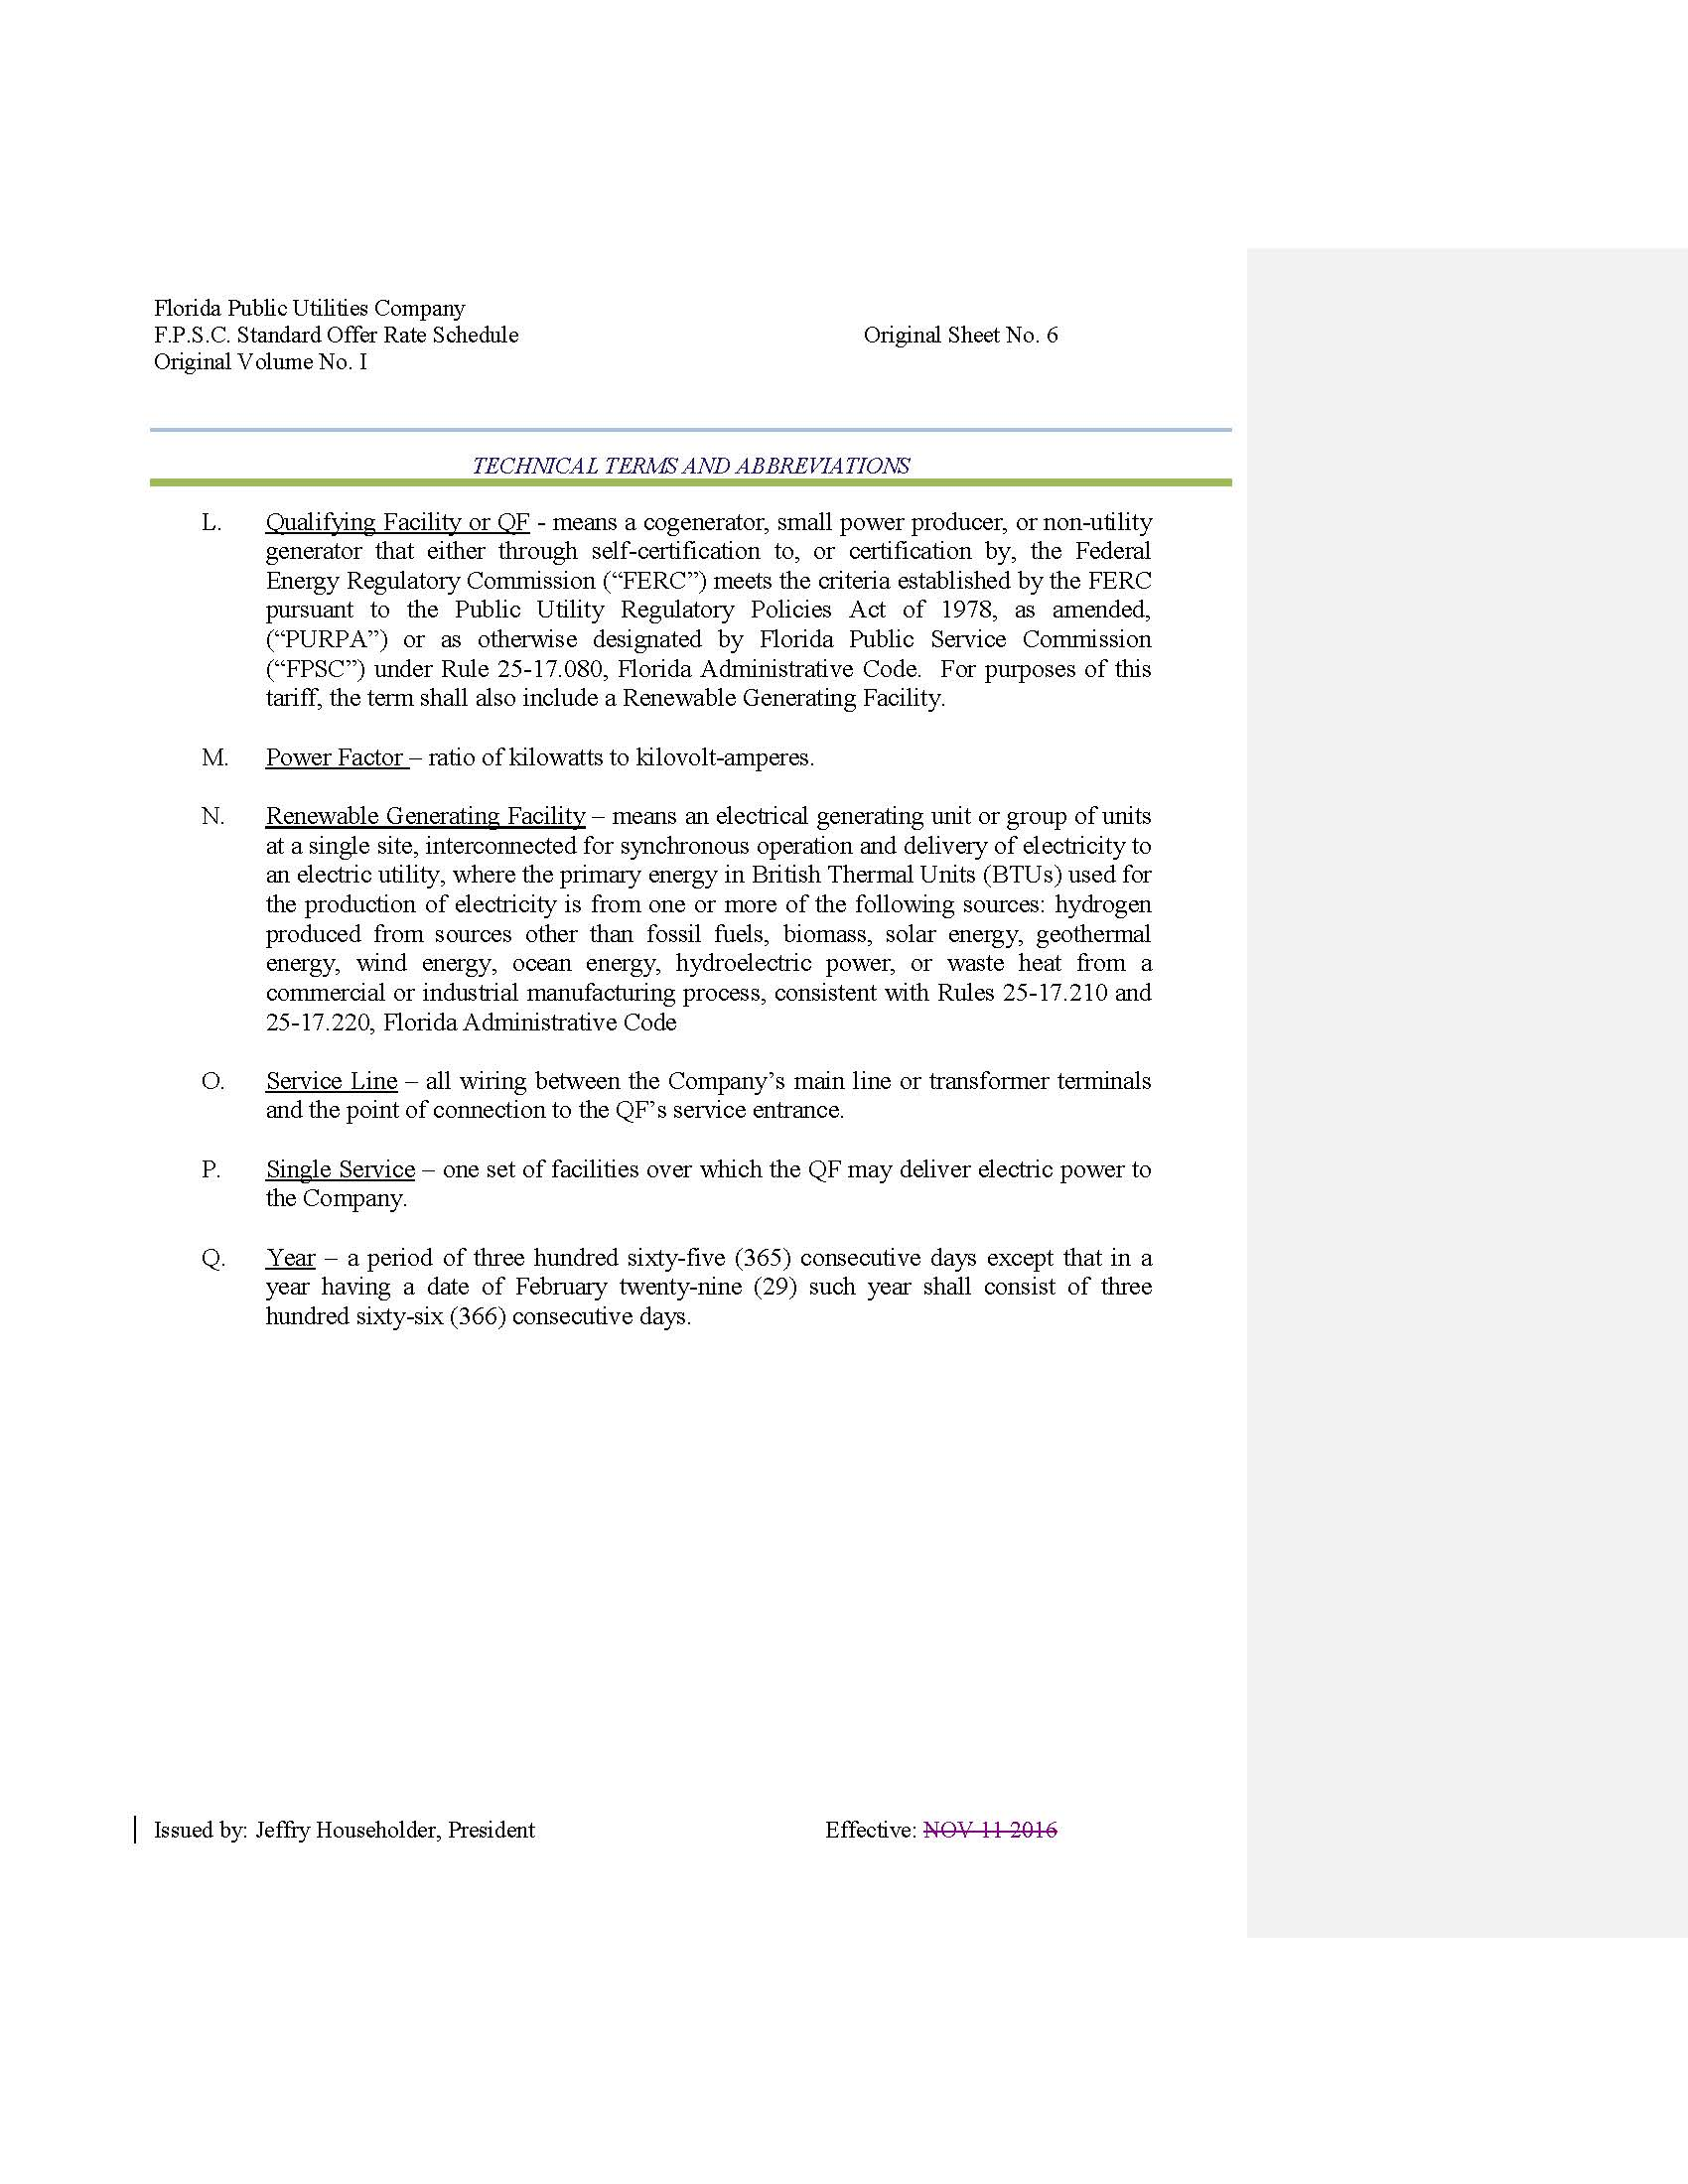 Florida Public Utilities Company
F.P.S.C. Standard Offer Rate Schedule Original Sheet No. 6
Original Volume No. I
TECHNICAL TERMS AND ABBREVIATIONS
L. Qualifying Facility or QF - means a cogenerator, small power producer, or non-utility
generator that either through self-certification to, or certification by, the Federal
Energy Regulatory Commission (“FERC”) meets the criteria established by the FERC
pursuant to the Public Utility Regulatory Policies Act of 1978, as amended,
(“PURPA”) or as otherwise designated by Florida Public Service Commission
(“FPSC”) under Rule 25-17.080, Florida Administrative Code. For purposes of this
tariff, the term shall also include a Renewable Generating Facility.
M. Power Factor – ratio of kilowatts to kilovolt-amperes.
N. Renewable Generating Facility – means an electrical generating unit or group of units
at a single site, interconnected for synchronous operation and delivery of electricity to
an electric utility, where the primary energy in British Thermal Units (BTUs) used for
the production of electricity is from one or more of the following sources: hydrogen
produced from sources other than fossil fuels, biomass, solar energy, geothermal
energy, wind energy, ocean energy, hydroelectric power, or waste heat from a
commercial or industrial manufacturing process, consistent with Rules 25-17.210 and
25-17.220, Florida Administrative Code
O. Service Line – all wiring between the Company’s main line or transformer terminals
and the point of connection to the QF’s service entrance.
P. Single Service – one set of facilities over which the QF may deliver electric power to
the Company.
Q. Year – a period of three hundred sixty-five (365) consecutive days except that in a
year having a date of February twenty-nine (29) such year shall consist of three
hundred sixty-six (366) consecutive days.
Issued by: Jeffry Householder, President Effective: NOV 11 2016